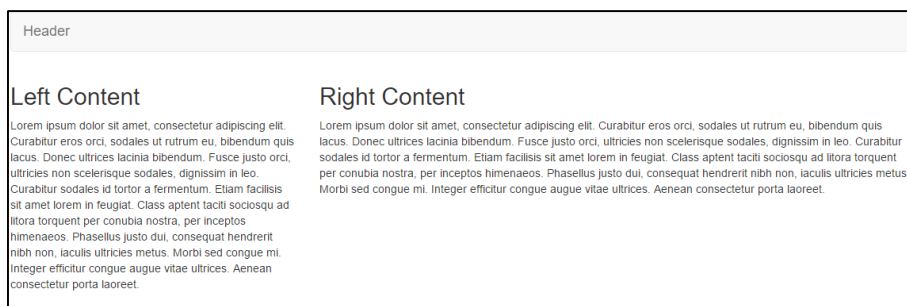 Header
Left Content
Lorem ipsum dolor sit amet, consectetur adipiscing elit.
Curabitur eros orci, sodales ut rutrum eu, bibendum quis
lacus. Donec ultrices lacinia bibendum. Fusce justo orci,
ultricies non scelerisque sodales, dignissim in leo.
Curabitur sodales id tortor a fermentum. Etiam facilisis
sit amet lorem in feugiat. Class aptent taciti sociosqu ad
litora torquent per conubia nostra, per inceptos
himenaeos. Phasellus justo dui, consequat hendrerit
nibh non, iaculis ultricies metus. Morbi sed congue mi.
Integer efficitur congue augue vitae ultrices. Aenean
consectetur porta laoreet.
Right Content
Lorem ipsum dolor sit amet, consectetur adipiscing elit. Curabitur eros orci, sodales ut rutrum eu, bibendum quis
lacus. Donec ultrices lacinia bibendum. Fusce justo orci, ultricies non scelerisque sodales, dignissim in leo. Curabitur
sodales id tortor a fermentum. Etiam facilisis sit amet lorem in feugiat. Class aptent taciti sociosqu ad litora torquent
per conubia nostra, per inceptos himenaeos. Phasellus justo dui, consequat hendrerit nibh non, iaculis ultricies metus
Morbi sed congue mi. Integer efficitur congue augue vitae ultrices. Aenean consectetur porta laoreet.